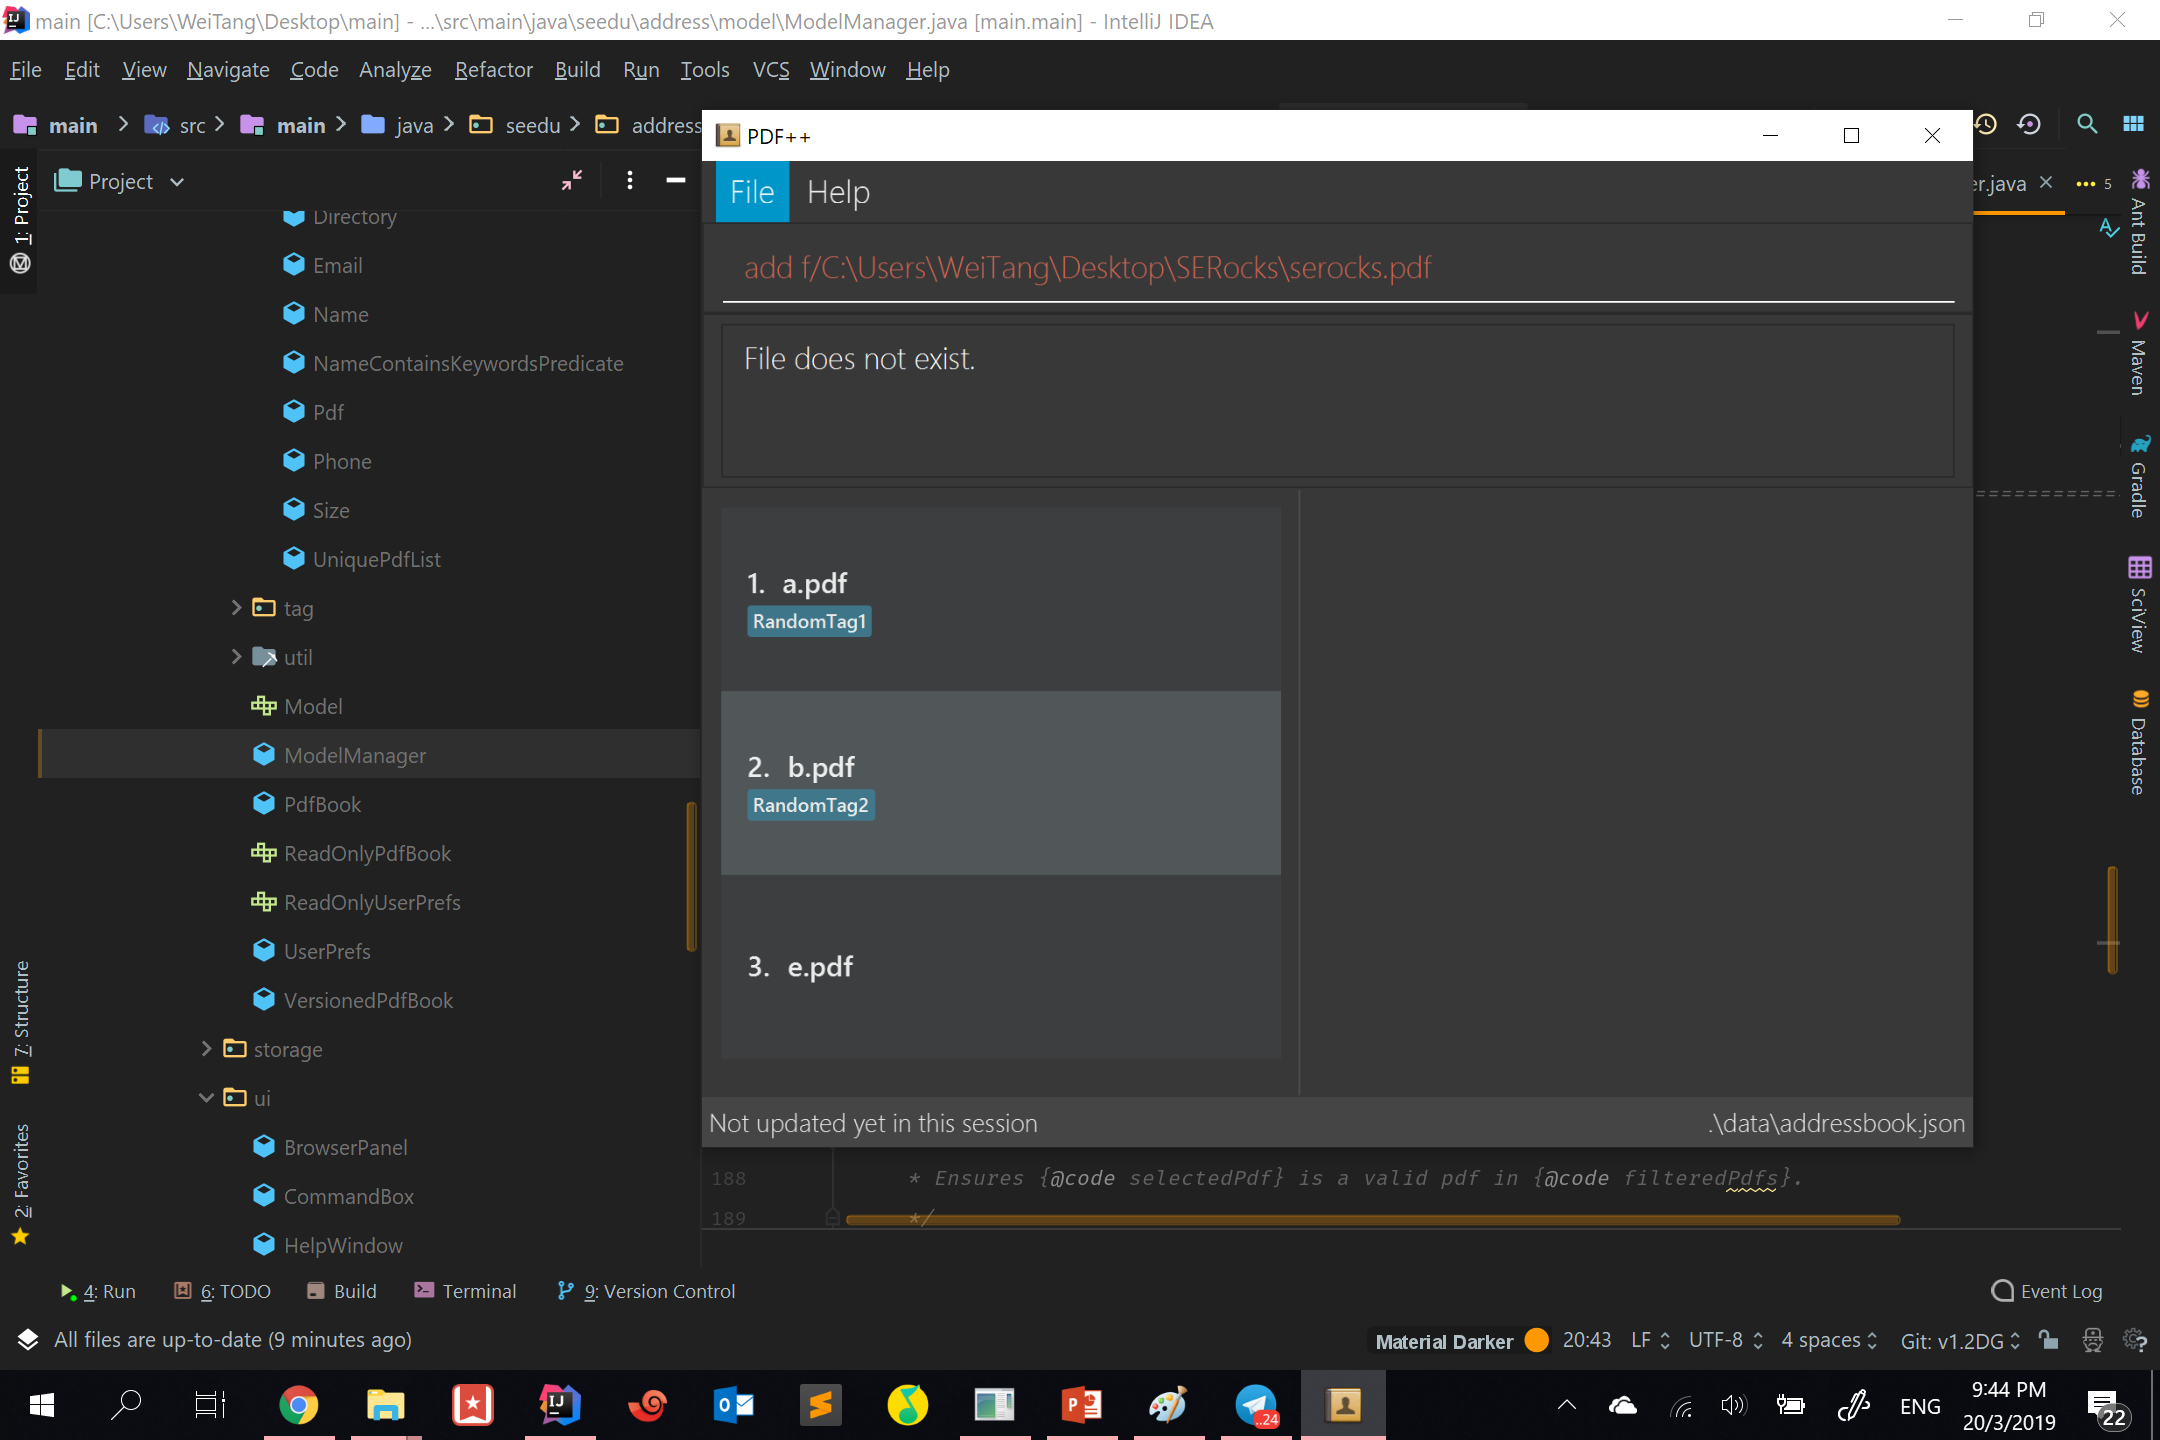 main [C:\Users\WeiTang\Desktop\main] - ...\src\main\java\seedu\address\model\ModelManager.java [main.main] - IntelliJ IDEA
File Edit View Navigate Code Analyze Refactor Build Run Tools VCS Window Help
main src main java seedu address
1: Project
Project
Directory
Email
Name
NameContainsKeywordsPredicate
Pdf
Phone
Size
UniquePdfList
tag
util
Model
ModelManager
PdfBook
ReadOnlyPdfBook
ReadOnlyUserPrefs
UserPrefs
VersionedPdfBook
storage
ui
BrowserPanel
CommandBox
HelpWindow
7: Structure
2: Favorites
PDF++
File Help
add f/C:\Users\WeiTang\Desktop\SERocks\serocks.pdf
File does not exist.
1. a.pdf
RandomTag1
2. b.pdf
RandomTag2
3. e.pdf
Not updated yet in this session .\data\addressbook.json
er.java 5
Ant Build
Maven
Gradle
SciView
Database
=============
188 * Ensures {@code selectedPdf} is a valid pdf in {@code filteredPdfs}.
189 */
4: Run 6: TODO Build Terminal 9: Version Control Event Log
All files are up-to-date (9 minutes ago) Material Darker 20:43 LF UTF-8 4 spaces Git: v1.2DG
..24
ENG
9:44 PM
20/3/2019
22